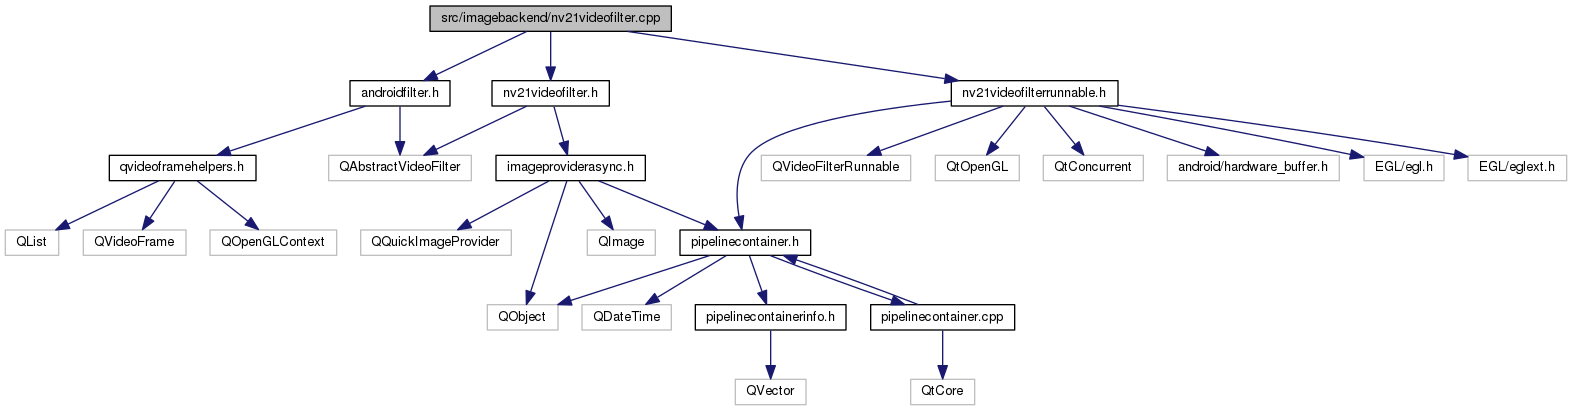 src/imagebackend/nv21videofilter.cpp
androidfilter.h
nv21videofilter.h
nv21videofilterrunnable.h
qvideoframehelpers.h
QAbstractVideoFilter
imageproviderasync.h
QVideoFilterRunnable
QtOpenGL
QtConcurrent
android/hardware_buffer.h
EGL/egl.h
EGL/eglext.h
QList
QVideoFrame
QOpenGLContext
QQuickImageProvider
QImage
pipelinecontainer.h
QObject
QDateTime
pipelinecontainerinfo.h
pipelinecontainer.cpp
QVector
QtCore